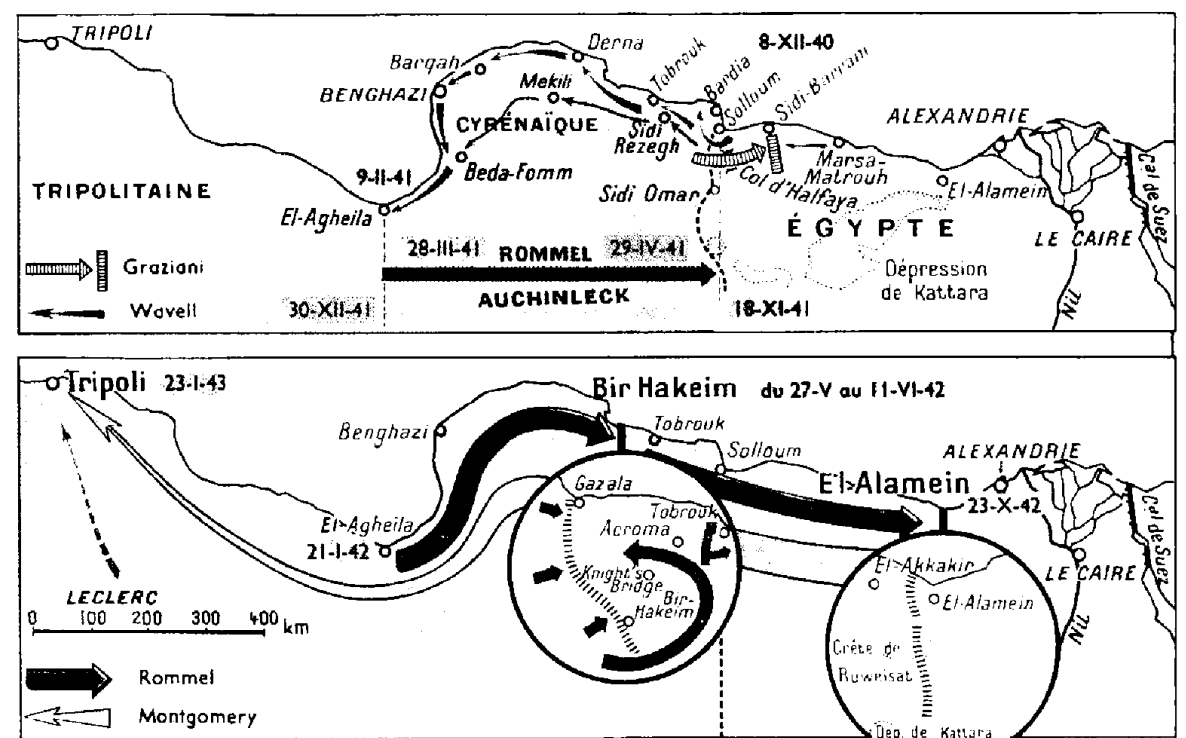 TRIPOLI
Barqah
Derna
8-XII-40
BENGHAZI
Mekili
Tobrouk
Bardia
Solloum
Sidi-Barrani
ALEXANDRIE
CYRÉNAÏQUE
Sidi
Rezegh
Marsa-
Matrouh
Col d'Halfaya
El-Alamein
Cal de Suez
9-II-41
Beda-Fomm
TRIPOLITAINE
El-Agheila
Sidi Omar
ÉGYPTE
LE CAIRE
28-III-41
ROMMEL
29-IV-41
Graziani
Dépression
de Kattara
AUCHINLECK
Wavell
30-XII-41
18-XI-41
Nil
Tripoli 23-I-43
Bir Hakeim du 27-V au 11-VI-42
Benghazi
Tobrouk
Solloum
ALEXANDRIE
El-Alamein
23-X-42
Gazala
Tobrouk
Acroma
El-Agheila
21-I-42
Knight's
Bridge
Bir-
Hakeim
El-Akkakir
El-Alamein
LE CAIRE
Cal de Suez
LECLERC
0 100 200 300 400 km
Nil
Crête de
Ruweisat
Rommel
Montgomery
Dép. de Kattara